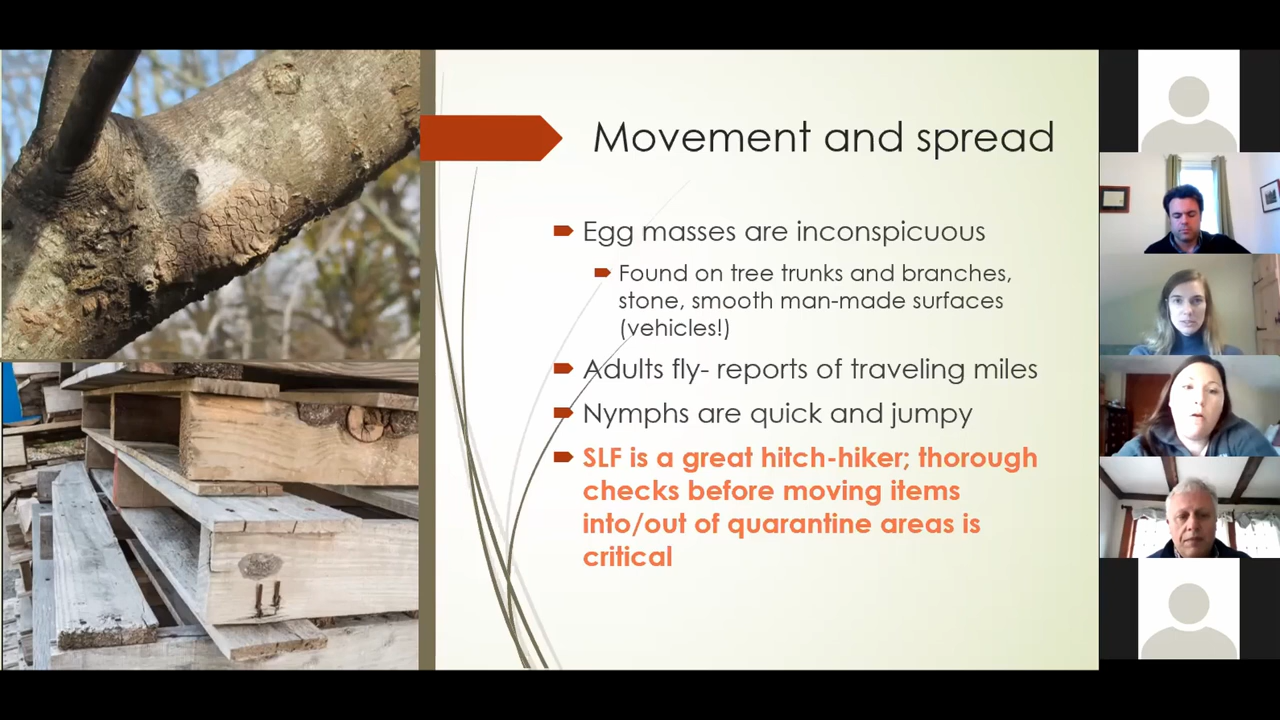 Movement and spread
Egg masses are inconspicuous
Found on tree trunks and branches,
stone, smooth man-made surfaces
(vehicles!)
Adults fly- reports of traveling miles
Nymphs are quick and jumpy
SLF is a great hitch-hiker; thorough
checks before moving items
into/out of quarantine areas is
critical